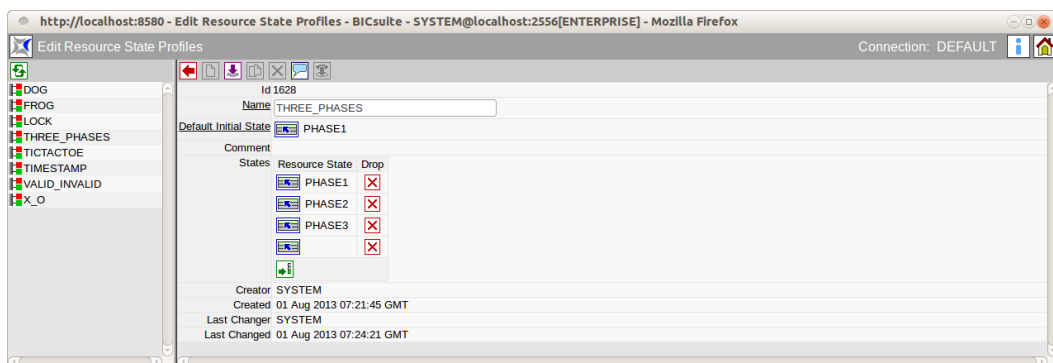 http://localhost:8580 - Edit Resource State Profiles - BICsuite - SYSTEM@localhost:2556[ENTERPRISE] - Mozilla Firefox
Edit Resource State Profiles
Connection: DEFAULT
DOG
FROG
LOCK
THREE_PHASES
TICTACTOE
TIMESTAMP
VALID_INVALID
X_O
Id 1628
Name THREE_PHASES
Default Initial State PHASE1
Comment
States Resource State Drop
PHASE1
PHASE2
PHASE3
Creator SYSTEM
Created 01 Aug 2013 07:21:45 GMT
Last Changer SYSTEM
Last Changed 01 Aug 2013 07:24:21 GMT